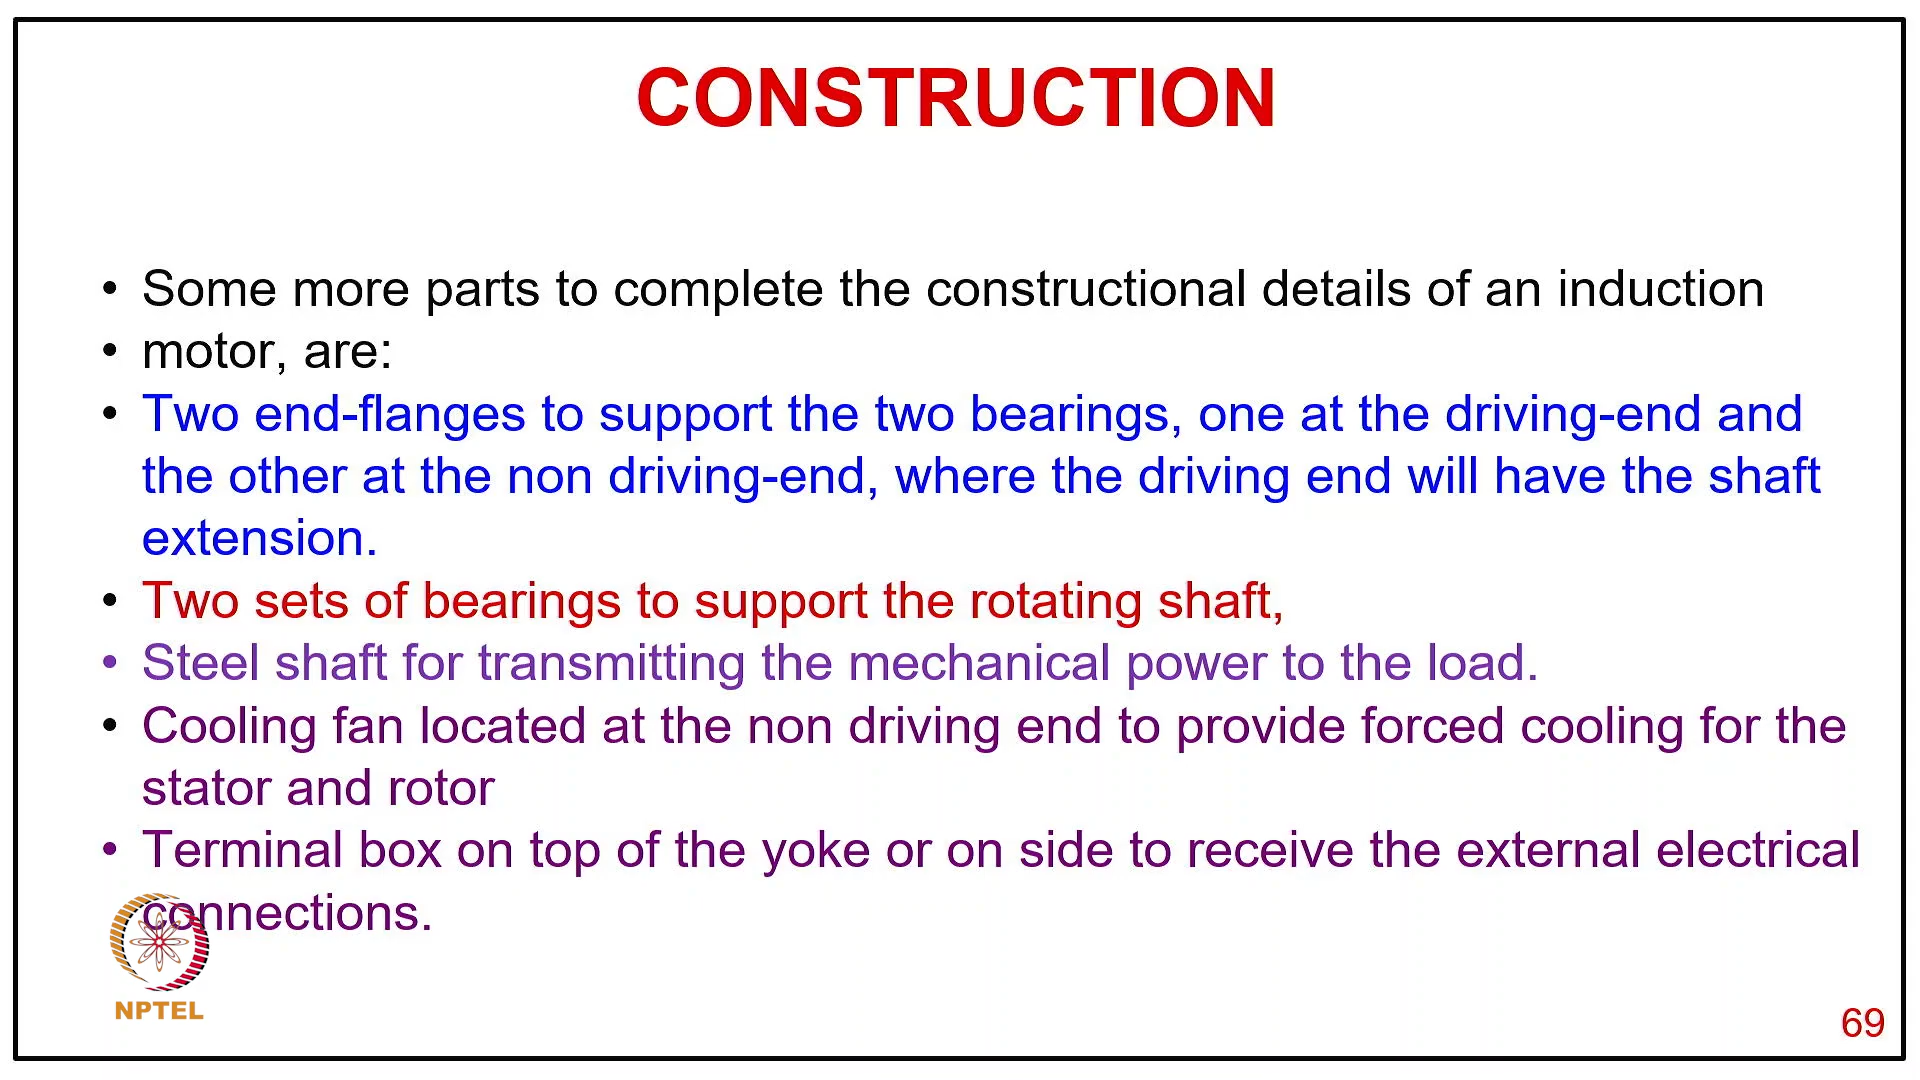 CONSTRUCTION
• Some more parts to complete the constructional details of an induction
• motor, are:
• Two end-flanges to support the two bearings, one at the driving-end and
the other at the non driving-end, where the driving end will have the shaft
extension.
• Two sets of bearings to support the rotating shaft,
• Steel shaft for transmitting the mechanical power to the load.
• Cooling fan located at the non driving end to provide forced cooling for the
stator and rotor
• Terminal box on top of the yoke or on side to receive the external electrical
connections.
NPTEL
69